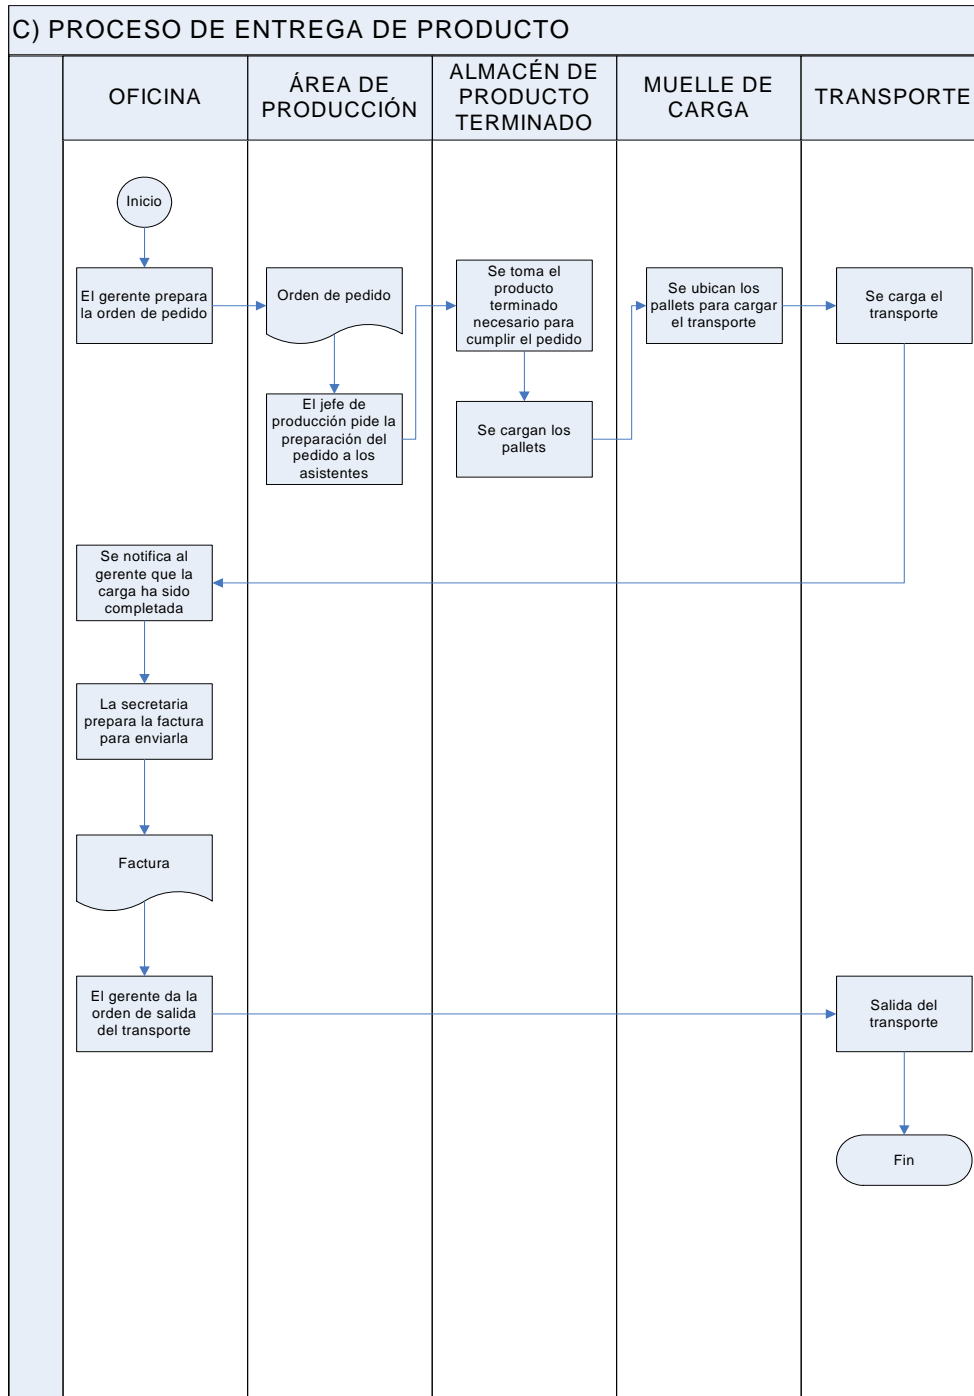 C) PROCESO DE ENTREGA DE PRODUCTO
OFICINA
ÁREA DE
PRODUCCIÓN
ALMACÉN DE
PRODUCTO
TERMINADO
MUELLE DE
CARGA
TRANSPORTE
Inicio
El gerente prepara
la orden de pedido
Orden de pedido
El jefe de
producción pide la
preparación del
pedido a los
asistentes
Se toma el
producto
terminado
necesario para
cumplir el pedido
Se cargan los
pallets
Se ubican los
pallets para cargar
el transporte
Se carga el
transporte
Se notifica al
gerente que la
carga ha sido
completada
La secretaria
prepara la factura
para enviarla
Factura
El gerente da la
orden de salida
del transporte
Salida del
transporte
Fin